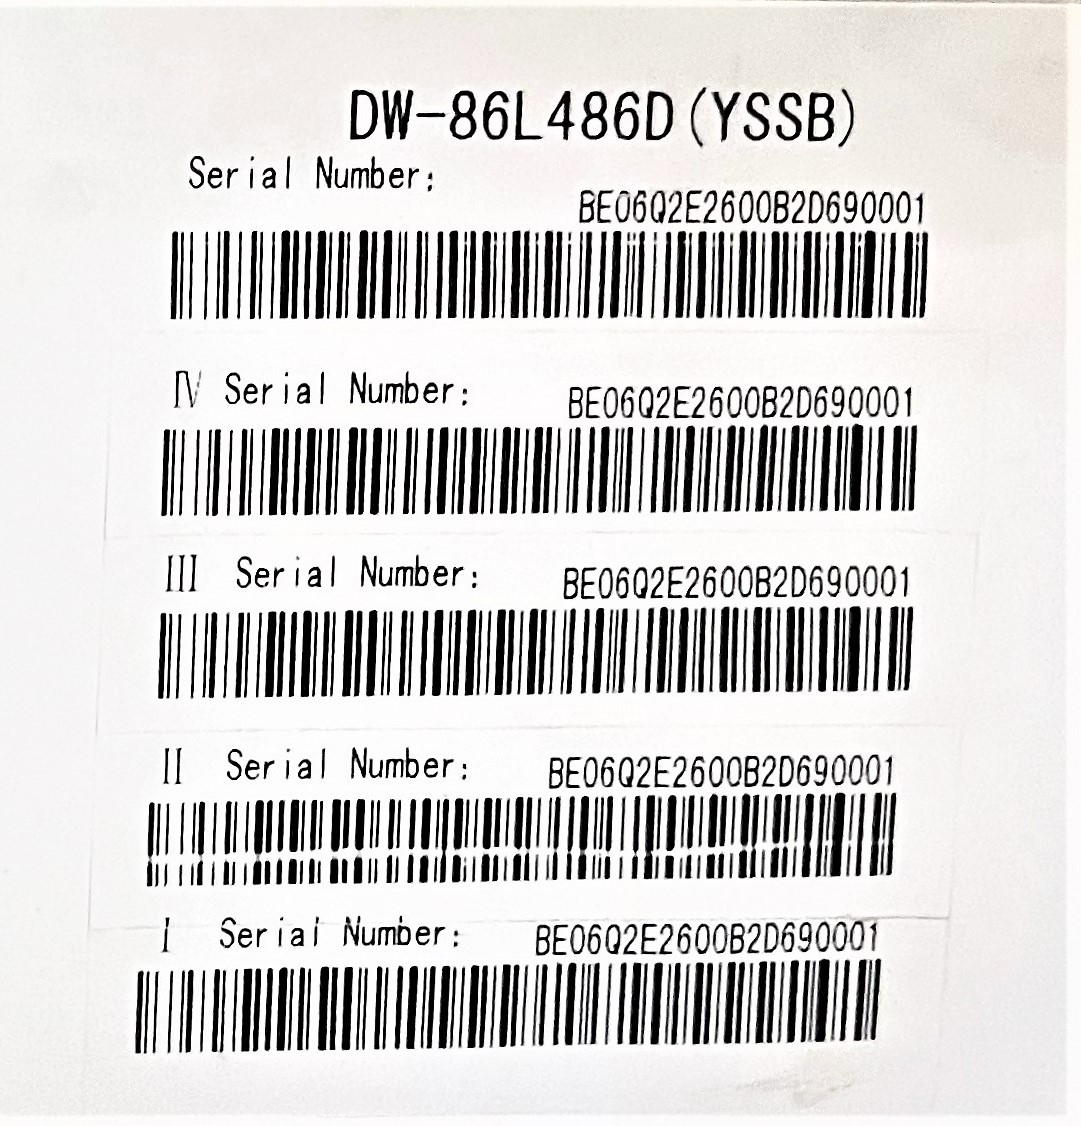 DW-86L486D(YSSB)
Serial Number:
BE06Q2E2600B2D690001
Ⅳ Serial Number: BE06Q2E2600B2D690001
Ⅲ Serial Number: BE06Q2E2600B2D690001
Ⅱ Serial Number: BE06Q2E2600B2D690001
Ⅰ Serial Number: BE06Q2E2600B2D690001